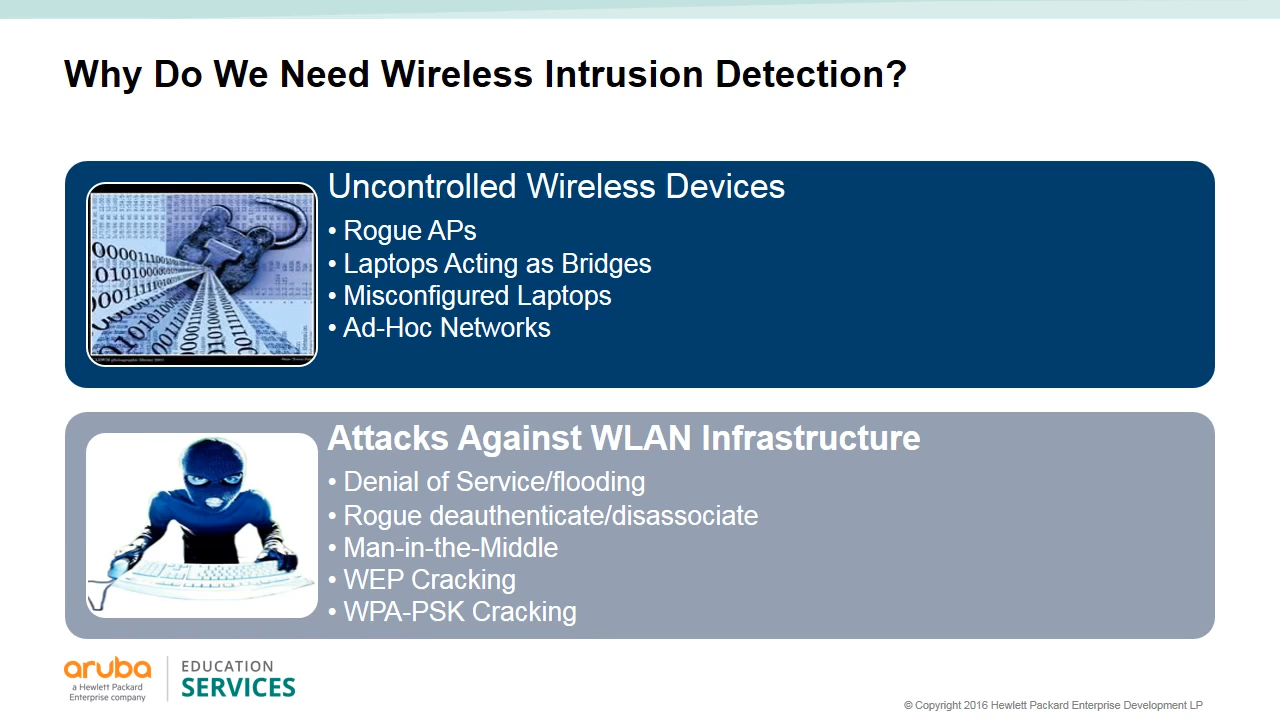 Why Do We Need Wireless Intrusion Detection?
Uncontrolled Wireless Devices
• Rogue APs
• Laptops Acting as Bridges
• Misconfigured Laptops
• Ad-Hoc Networks
Attacks Against WLAN Infrastructure
• Denial of Service/flooding
• Rogue deauthenticate/disassociate
• Man-in-the-Middle
• WEP Cracking
• WPA-PSK Cracking
aruba
a Hewlett Packard
Enterprise company
EDUCATION
SERVICES
© Copyright 2016 Hewlett Packard Enterprise Development LP